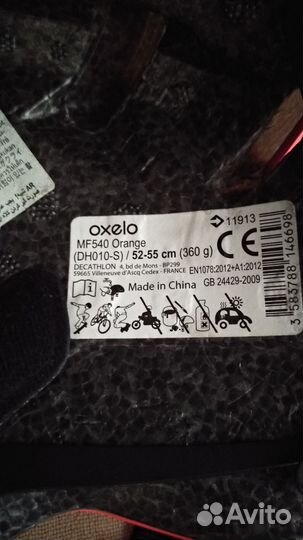 oxelo
11913
MF540 Orange
(DH010-S) / 52-55 cm (360 g)
DECATHLON 4, bd de Mons - BP299
59665 Villeneuve d'Ascq Cedex - FRANCE
CE
EN1078:2012+A1:2012
Made in China
GB 24429-2009
3 583788 146698
Avito